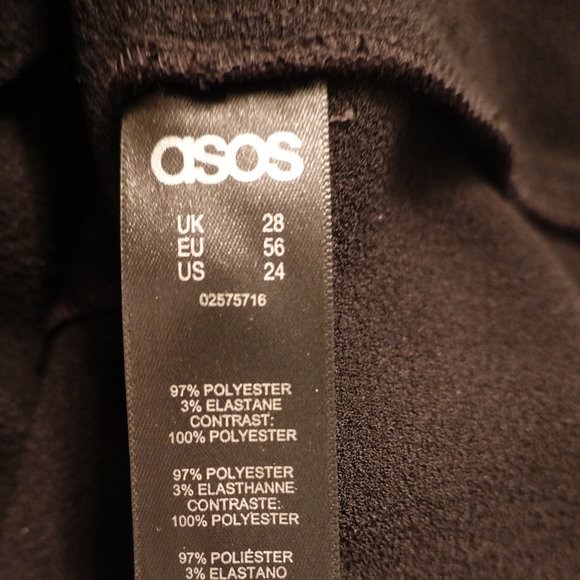 asos
UK 28
EU 56
US 24
02575716
97% POLYESTER
3% ELASTANE
CONTRAST:
100% POLYESTER
97% POLYESTER
3% ELASTHANNE
CONTRASTE:
100% POLYESTER
97% POLIÉSTER
3% ELASTANO